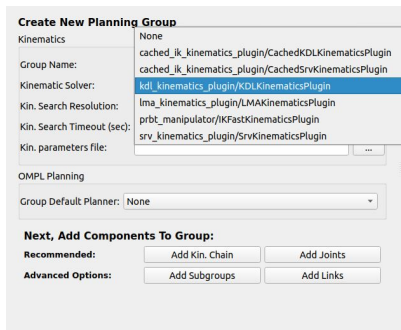 Create New Planning Group
Kinematics
None
cached_ik_kinematics_plugin/CachedKDLKinematicsPlugin
Group Name:
cached_ik_kinematics_plugin/CachedSrvKinematicsPlugin
Kinematic Solver:
kdl_kinematics_plugin/KDLKinematicsPlugin
Kin. Search Resolution:
lma_kinematics_plugin/LMAKinematicsPlugin
prbt_manipulator/IKFastKinematicsPlugin
Kin. Search Timeout (sec):
srv_kinematics_plugin/SrvKinematicsPlugin
Kin. parameters file:
...
OMPL Planning
Group Default Planner: None
Next, Add Components To Group:
Recommended: Add Kin. Chain Add Joints
Advanced Options: Add Subgroups Add Links